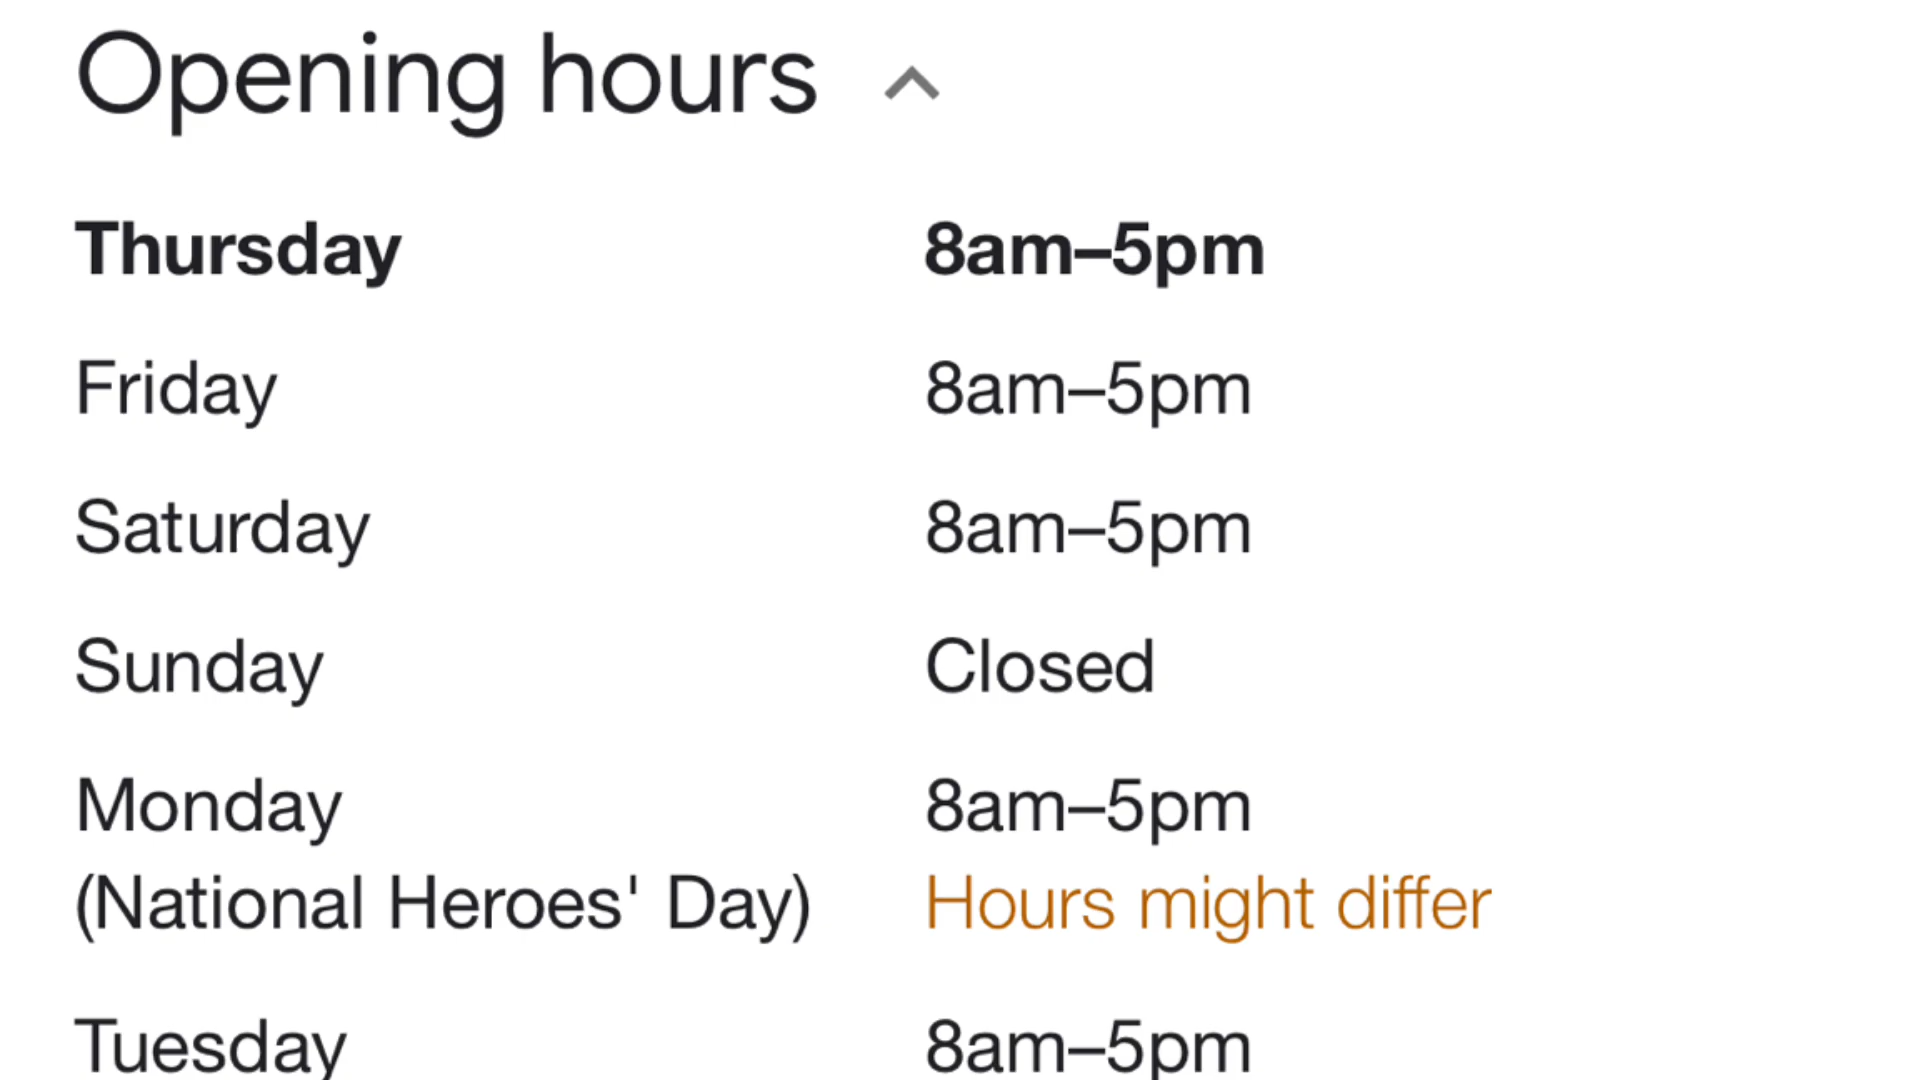 Opening hours
Thursday 8am–5pm
Friday 8am–5pm
Saturday 8am–5pm
Sunday Closed
Monday 8am–5pm
(National Heroes' Day) Hours might differ
Tuesday 8am–5pm